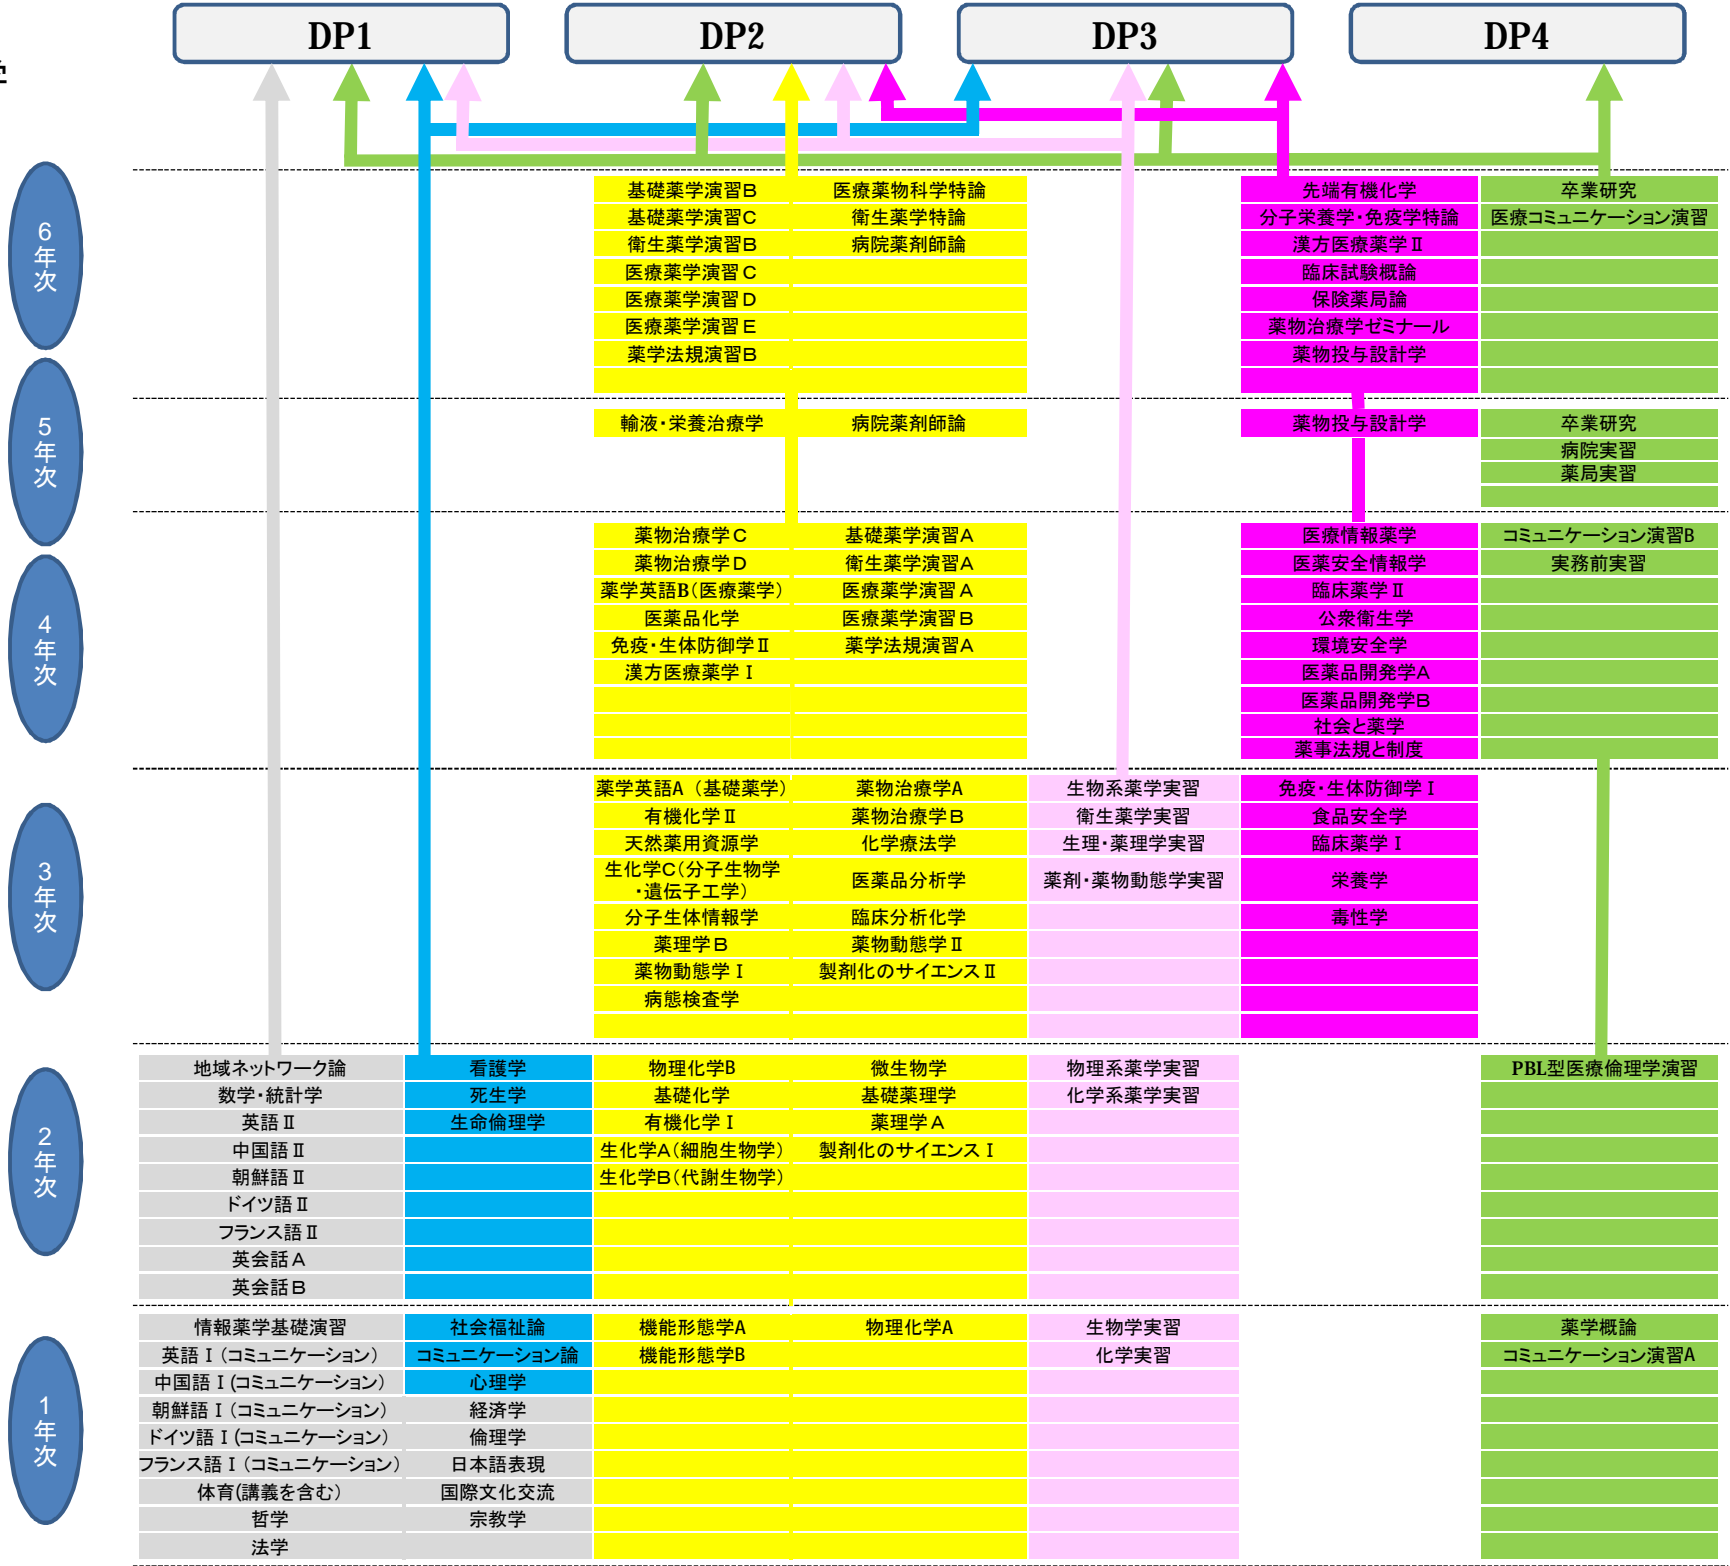 DP1 DP2 DP3 DP4
学
6年次
基礎薬学演習B 医療薬物科学特論 先端有機化学 卒業研究
基礎薬学演習C 衛生薬学特論 分子栄養学・免疫学特論 医療コミュニケーション演習
衛生薬学演習B 病院薬剤師論 漢方医療薬学Ⅱ
医療薬学演習C 臨床試験概論
医療薬学演習D 保険薬局論
医療薬学演習E 薬物治療学ゼミナール
薬学法規演習B 薬物投与設計学
5年次
輸液・栄養治療学 病院薬剤師論 薬物投与設計学 卒業研究
病院実習
薬局実習
4年次
薬物治療学C 基礎薬学演習A 医療情報薬学 コミュニケーション演習B
薬物治療学D 衛生薬学演習A 医薬安全情報学 実務前実習
薬学英語B(医療薬学) 医療薬学演習A 臨床薬学Ⅱ
医薬品化学 医療薬学演習B 公衆衛生学
免疫・生体防御学Ⅱ 薬学法規演習A 環境安全学
漢方医療薬学Ⅰ 医薬品開発学A
医薬品開発学B
社会と薬学
薬事法規と制度
3年次
薬学英語A(基礎薬学) 薬物治療学A 生物系薬学実習 免疫・生体防御学Ⅰ
有機化学Ⅱ 薬物治療学B 衛生薬学実習 食品安全学
天然薬用資源学 化学療法学 生理・薬理学実習 臨床薬学Ⅰ
生化学C(分子生物学
・遺伝子工学) 医薬品分析学 薬剤・薬物動態学実習 栄養学
分子生体情報学 臨床分析化学 毒性学
薬理学B 薬物動態学Ⅱ
薬物動態学Ⅰ 製剤化のサイエンスⅡ
病態検査学
2年次
地域ネットワーク論 看護学 物理化学B 微生物学 物理系薬学実習 PBL型医療倫理学演習
数学・統計学 死生学 基礎化学 基礎薬理学 化学系薬学実習
英語Ⅱ 生命倫理学 有機化学Ⅰ 薬理学A
中国語Ⅱ 生化学A(細胞生物学) 製剤化のサイエンスⅠ
朝鮮語Ⅱ 生化学B(代謝生物学)
ドイツ語Ⅱ
フランス語Ⅱ
英会話A
英会話B
1年次
情報薬学基礎演習 社会福祉論 機能形態学A 物理化学A 生物学実習 薬学概論
英語Ⅰ(コミュニケーション) コミュニケーション論 機能形態学B 化学実習 コミュニケーション演習A
中国語Ⅰ(コミュニケーション) 心理学
朝鮮語Ⅰ(コミュニケーション) 経済学
ドイツ語Ⅰ(コミュニケーション) 倫理学
フランス語Ⅰ(コミュニケーション) 日本語表現
体育(講義を含む) 国際文化交流
哲学 宗教学
法学